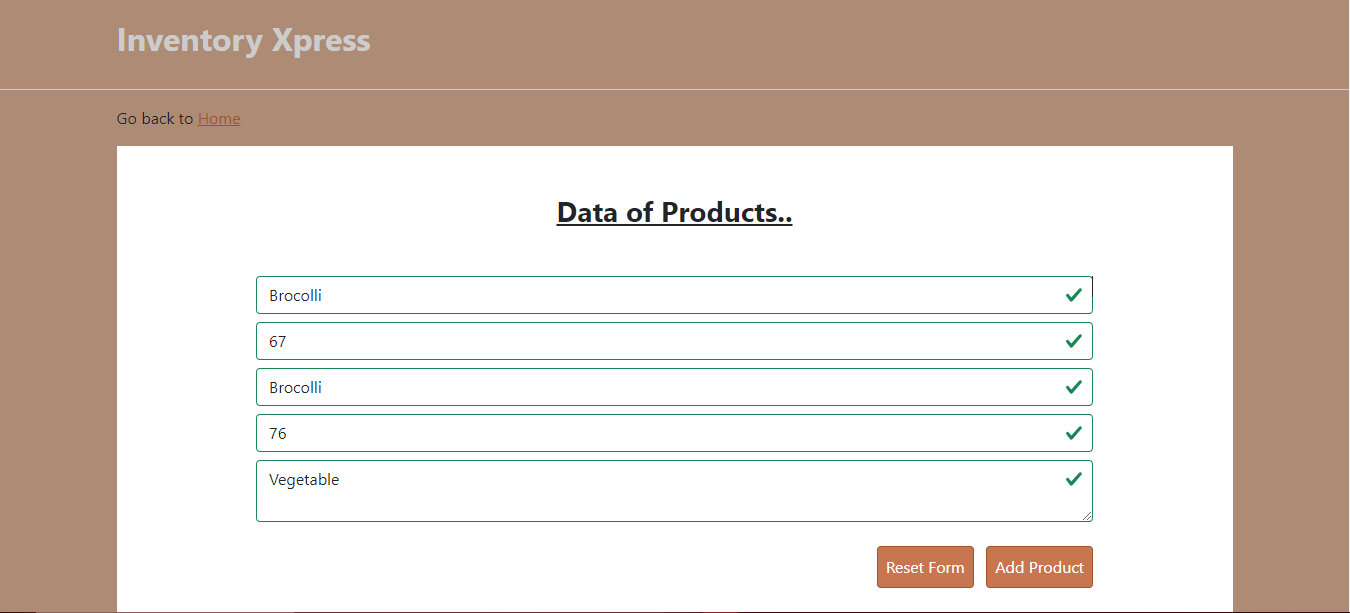 Inventory Xpress
Go back to Home
Data of Products..
Brocolli
67
Brocolli
76
Vegetable
Reset Form Add Product